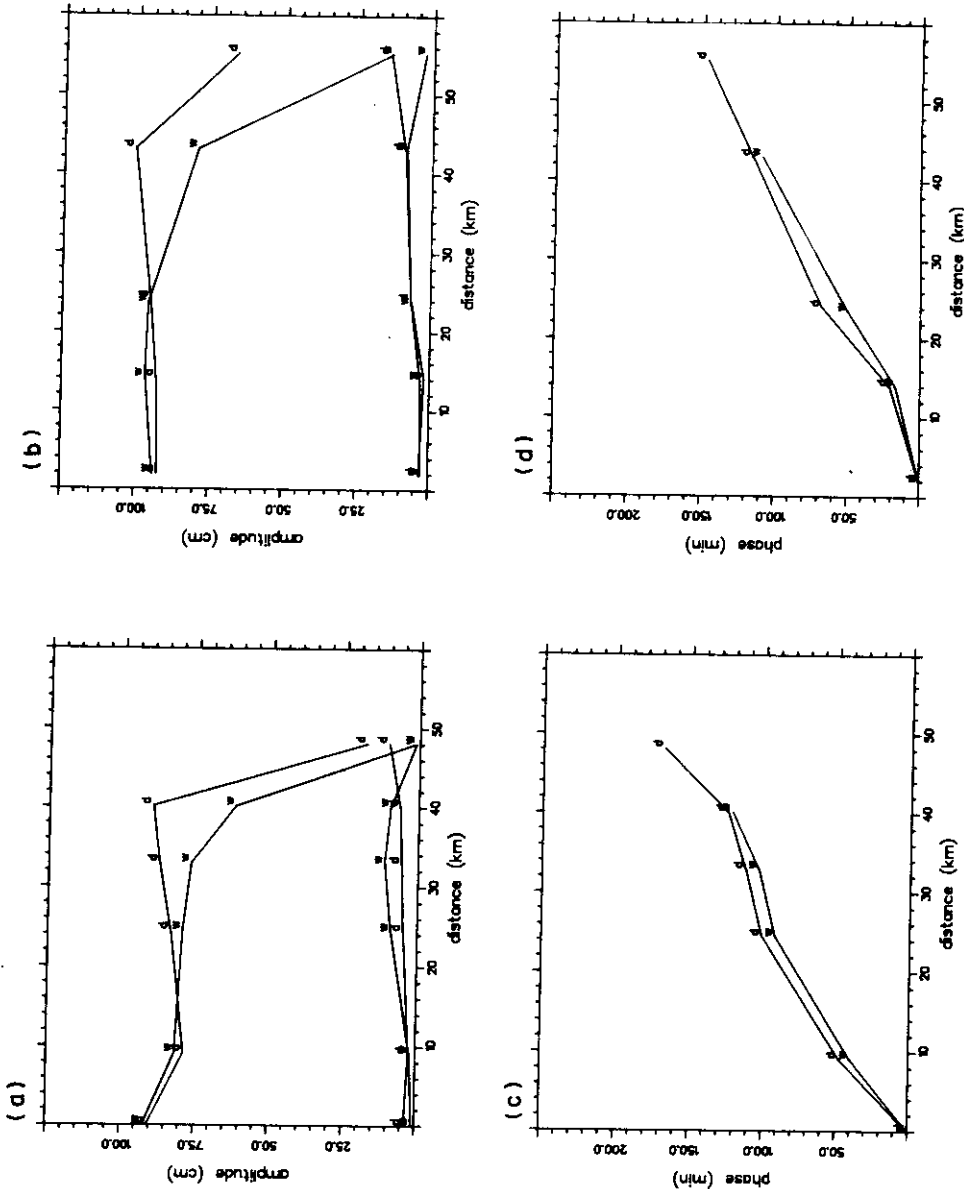 (a)
amplitude (cm)
100.0
75.0
50.0
25.0
p p p p
w w w w
w w w w
p p p p
10
20
30
40
50
distance (km)
(b)
amplitude (cm)
100.0
75.0
50.0
25.0
p p p
w w w
10
20
30
40
50
distance (km)
(c)
phase (min)
200.0
150.0
100.0
50.0
p p p p
w w w
10
20
30
40
50
distance (km)
(d)
phase (min)
200.0
150.0
100.0
50.0
p p p
w w
10
20
30
40
50
distance (km)